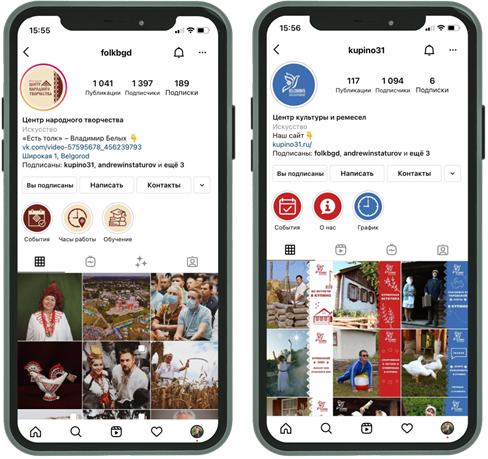 15:55
folkbgd
ЦЕНТР
НАРОДНОГО
ТВОРЧЕСТВА
1 041
1 397
189
Публикации
Подписчики
Подписки
Центр народного творчества
Искусство
«Есть толк» – Владимир Белых 👇
vk.com/video-57595678_456239793
Широкая 1, Belgorod
Подписаны: kupino31, andrewinstaturov и ещё 3
Вы подписаны
Написать
Контакты
События
Часы работы
Обучение
15:56
kupino31
117
1 094
6
Публикации
Подписчики
Подписки
Центр культуры и ремесел
Искусство
Наш сайт 👇
kupino31.ru/
Подписаны: folkbgd, andrewinstaturov и ещё 3
Вы подписаны
Написать
Контакты
События
О нас
График